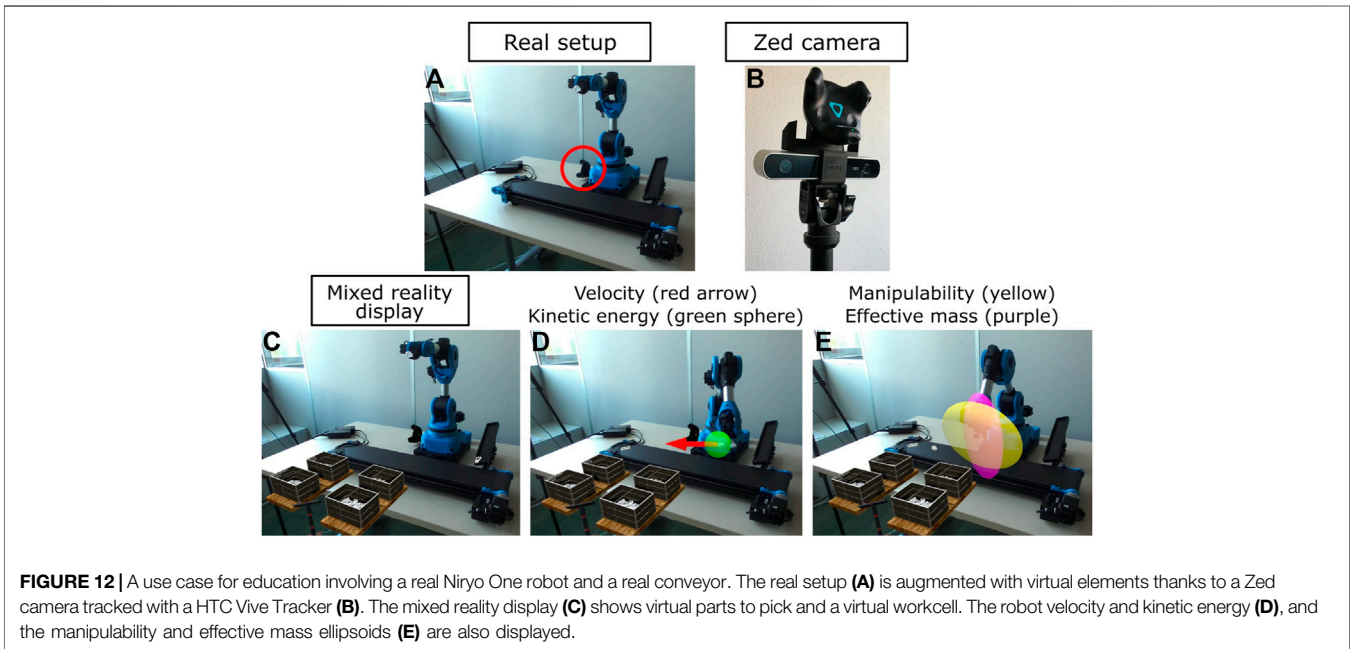 Real setup
Zed camera
A
B
Mixed reality
display
Velocity (red arrow)
Kinetic energy (green sphere)
Manipulability (yellow)
Effective mass (purple)
C
D
E
FIGURE 12 | A use case for education involving a real Niryo One robot and a real conveyor. The real setup (A) is augmented with virtual elements thanks to a Zed
camera tracked with a HTC Vive Tracker (B). The mixed reality display (C) shows virtual parts to pick and a virtual workcell. The robot velocity and kinetic energy (D), and
the manipulability and effective mass ellipsoids (E) are also displayed.